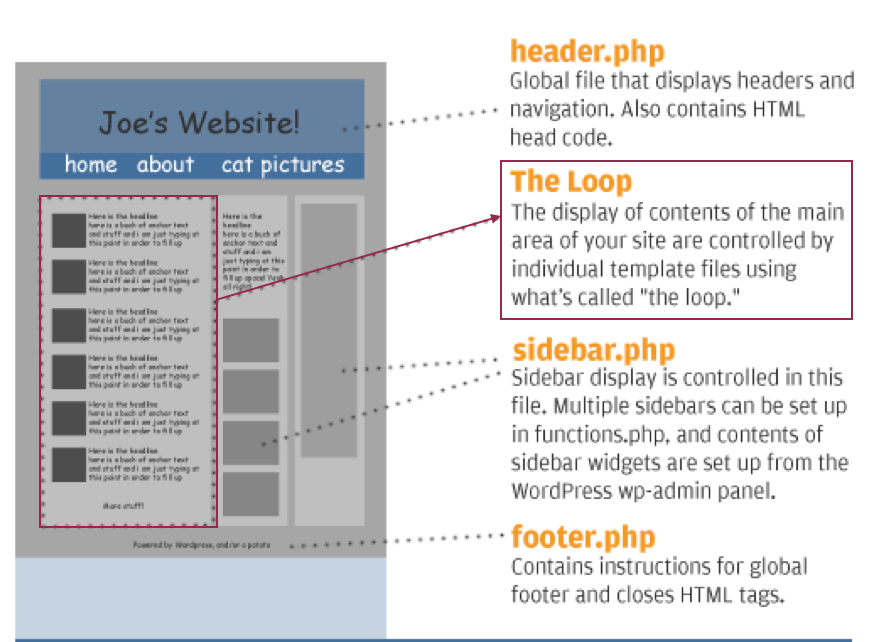 Joe's Website!
home about cat pictures
Here is the headline
here is a buch of anchor text
and stuff and i am just typing at
this point in order to fill up
Here is the headline
here is a buch of anchor text
and stuff and i am just typing at
this point in order to fill up
Here is the headline
here is a buch of anchor text
and stuff and i am just typing at
this point in order to fill up
Here is the headline
here is a buch of anchor text
and stuff and i am just typing at
this point in order to fill up
Here is the headline
here is a buch of anchor text
and stuff and i am just typing at
this point in order to fill up
Here is the headline
here is a buch of anchor text
and stuff and i am just typing at
this point in order to fill up
More stuff!
Here is the
headline
here is a buch of
anchor text and
stuff and i am
just typing at this
point in order to
fill up space! Yeah
all right!
Powered by Wordpress, and/or a potato
header.php
Global file that displays headers and
navigation. Also contains HTML
head code.
The Loop
The display of contents of the main
area of your site are controlled by
individual template files using
what's called "the loop."
sidebar.php
Sidebar display is controlled in this
file. Multiple sidebars can be set up
in functions.php, and contents of
sidebar widgets are set up from the
WordPress wp-admin panel.
footer.php
Contains instructions for global
footer and closes HTML tags.